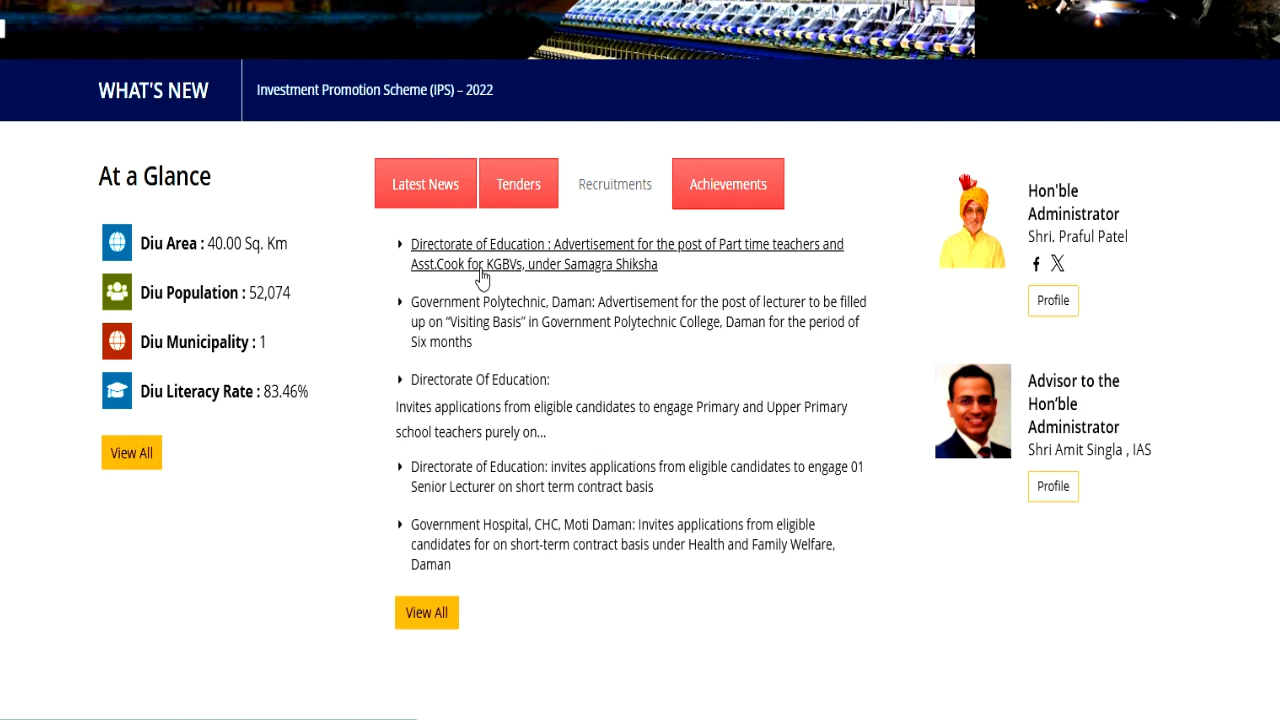 WHAT'S NEW
Investment Promotion Scheme (IPS) – 2022
At a Glance
Diu Area : 40.00 Sq. Km
Diu Population : 52,074
Diu Municipality : 1
Diu Literacy Rate : 83.46%
View All
Latest News
Tenders
Recruitments
Achievements
Directorate of Education : Advertisement for the post of Part time teachers and
Asst.Cook for KGBVs, under Samagra Shiksha
Government Polytechnic, Daman: Advertisement for the post of lecturer to be filled
up on “Visiting Basis” in Government Polytechnic College, Daman for the period of
Six months
Directorate Of Education:
Invites applications from eligible candidates to engage Primary and Upper Primary
school teachers purely on...
Directorate of Education: invites applications from eligible candidates to engage 01
Senior Lecturer on short term contract basis
Government Hospital, CHC, Moti Daman: Invites applications from eligible
candidates for on short-term contract basis under Health and Family Welfare,
Daman
View All
Hon'ble
Administrator
Shri. Praful Patel
Profile
Advisor to the
Hon’ble
Administrator
Shri Amit Singla , IAS
Profile